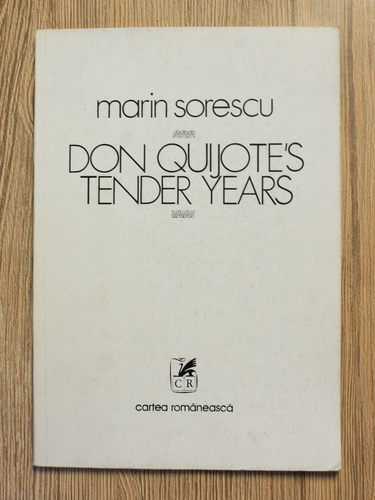 marin sorescu
DON QUIJOTE'S
TENDER YEARS
CR
cartea românească